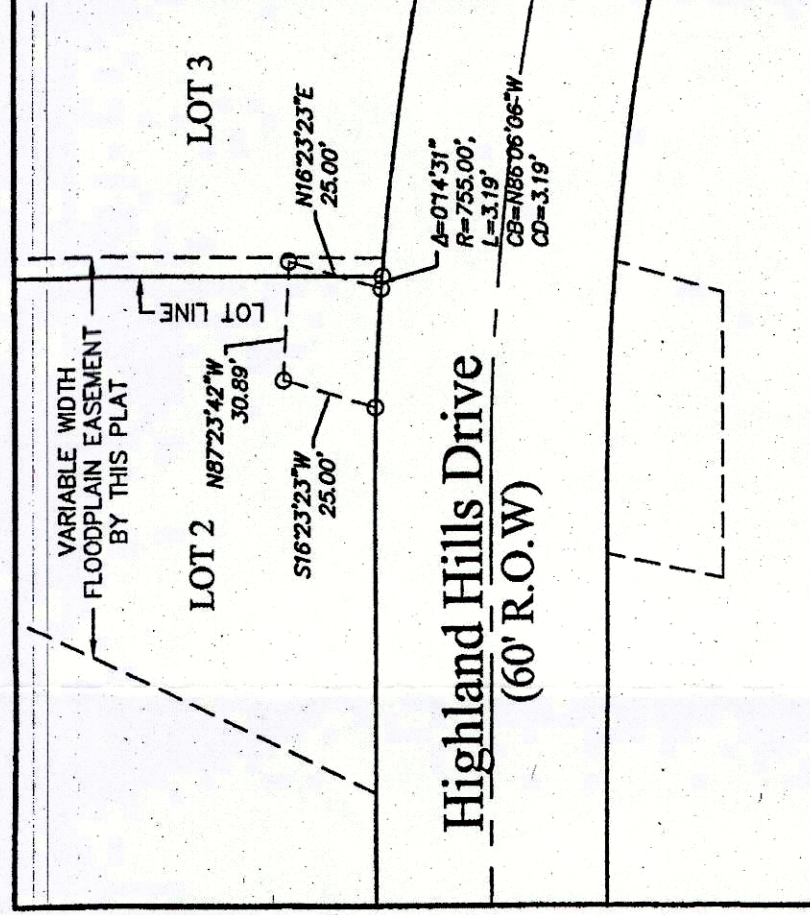 VARIABLE WIDTH
FLOODPLAIN EASEMENT
BY THIS PLAT
LOT 3
LOT 2
LOT LINE
N87°23'42"W
30.89'
S16°23'23"W
25.00'
N16°23'23"E
25.00'
Δ=0°14'31"
R=755.00',
L=3.19'
CB=N86°06'06"W
CD=3.19'
Highland Hills Drive
(60' R.O.W)